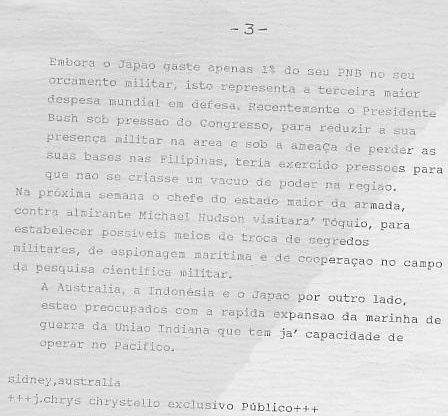 -3-
Embora o Japao gaste apenas 1% do seu PNB no seu
orcamento militar, isto representa a terceira maior
despesa mundial em defesa. Recentemente o Presidente
Bush sob pressao do Congresso, para reduzir a sua
presença militar na area e sob a ameaça de perder as
suas bases nas Filipinas, teria exercido pressoes para
que nao se criasse um vacuo de poder na regiao.
Na próxima semana o chefe do estado maior da armada,
contra almirante Michael Hudson visitara' Tóquio, para
estabelecer possiveis meios de troca de segredos
militares, de espionagem maritima e de cooperaçao no campo
da pesquisa cientifica militar.
A Australia, a Indonésia e o Japao por outro lado,
estao preocupados com a rapida expansao da marinha de
guerra da Uniao Indiana que tem ja' capacidade de
operar no Pacifico.
sidney,australia
+++j.chrys chrystello exclusivo Público+++